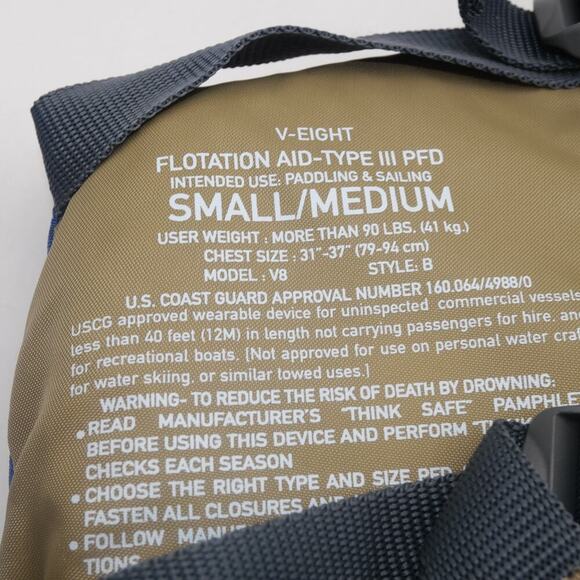 V-EIGHT
FLOTATION AID-TYPE III PFD
INTENDED USE: PADDLING & SAILING
SMALL/MEDIUM
USER WEIGHT : MORE THAN 90 LBS. (41 kg.)
CHEST SIZE : 31"-37" (79-94 cm)
MODEL : V8 STYLE: B
U.S. COAST GUARD APPROVAL NUMBER 160.064/4988/0
USCG approved wearable device for uninspected commercial vessels
less than 40 feet (12M) in length not carrying passengers for hire, and
for recreational boats. [Not approved for use on personal water craft
for water skiing, or similar towed uses.]
WARNING- TO REDUCE THE RISK OF DEATH BY DROWNING:
• READ MANUFACTURER'S "THINK SAFE" PAMPHLET
BEFORE USING THIS DEVICE AND PERFORM
CHECKS EACH SEASON
• CHOOSE THE RIGHT TYPE AND SIZE PFD
FASTEN ALL CLOSURES AND
• FOLLOW